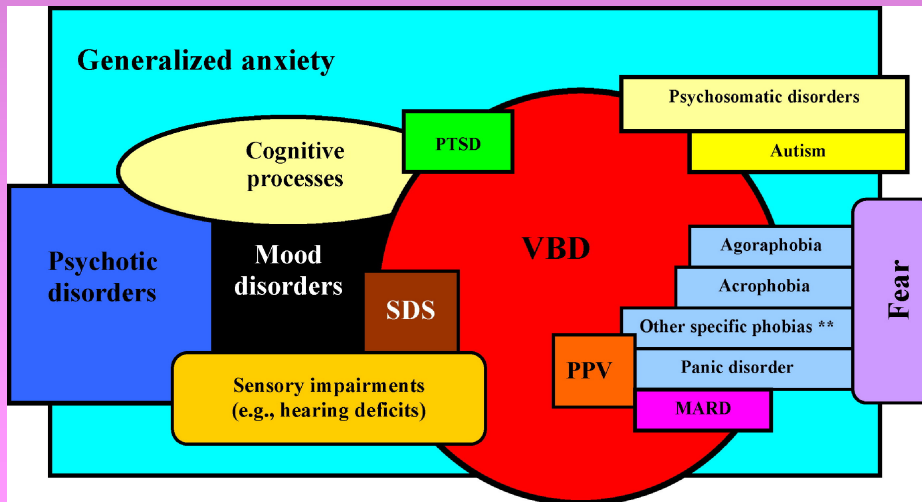 Generalized anxiety
Psychosomatic disorders
PTSD
Autism
Cognitive
processes
VBD
Agoraphobia
Psychotic
disorders
Mood
disorders
Acrophobia
Fear
SDS
Other specific phobias **
PPV
Panic disorder
Sensory impairments
(e.g., hearing deficits)
MARD